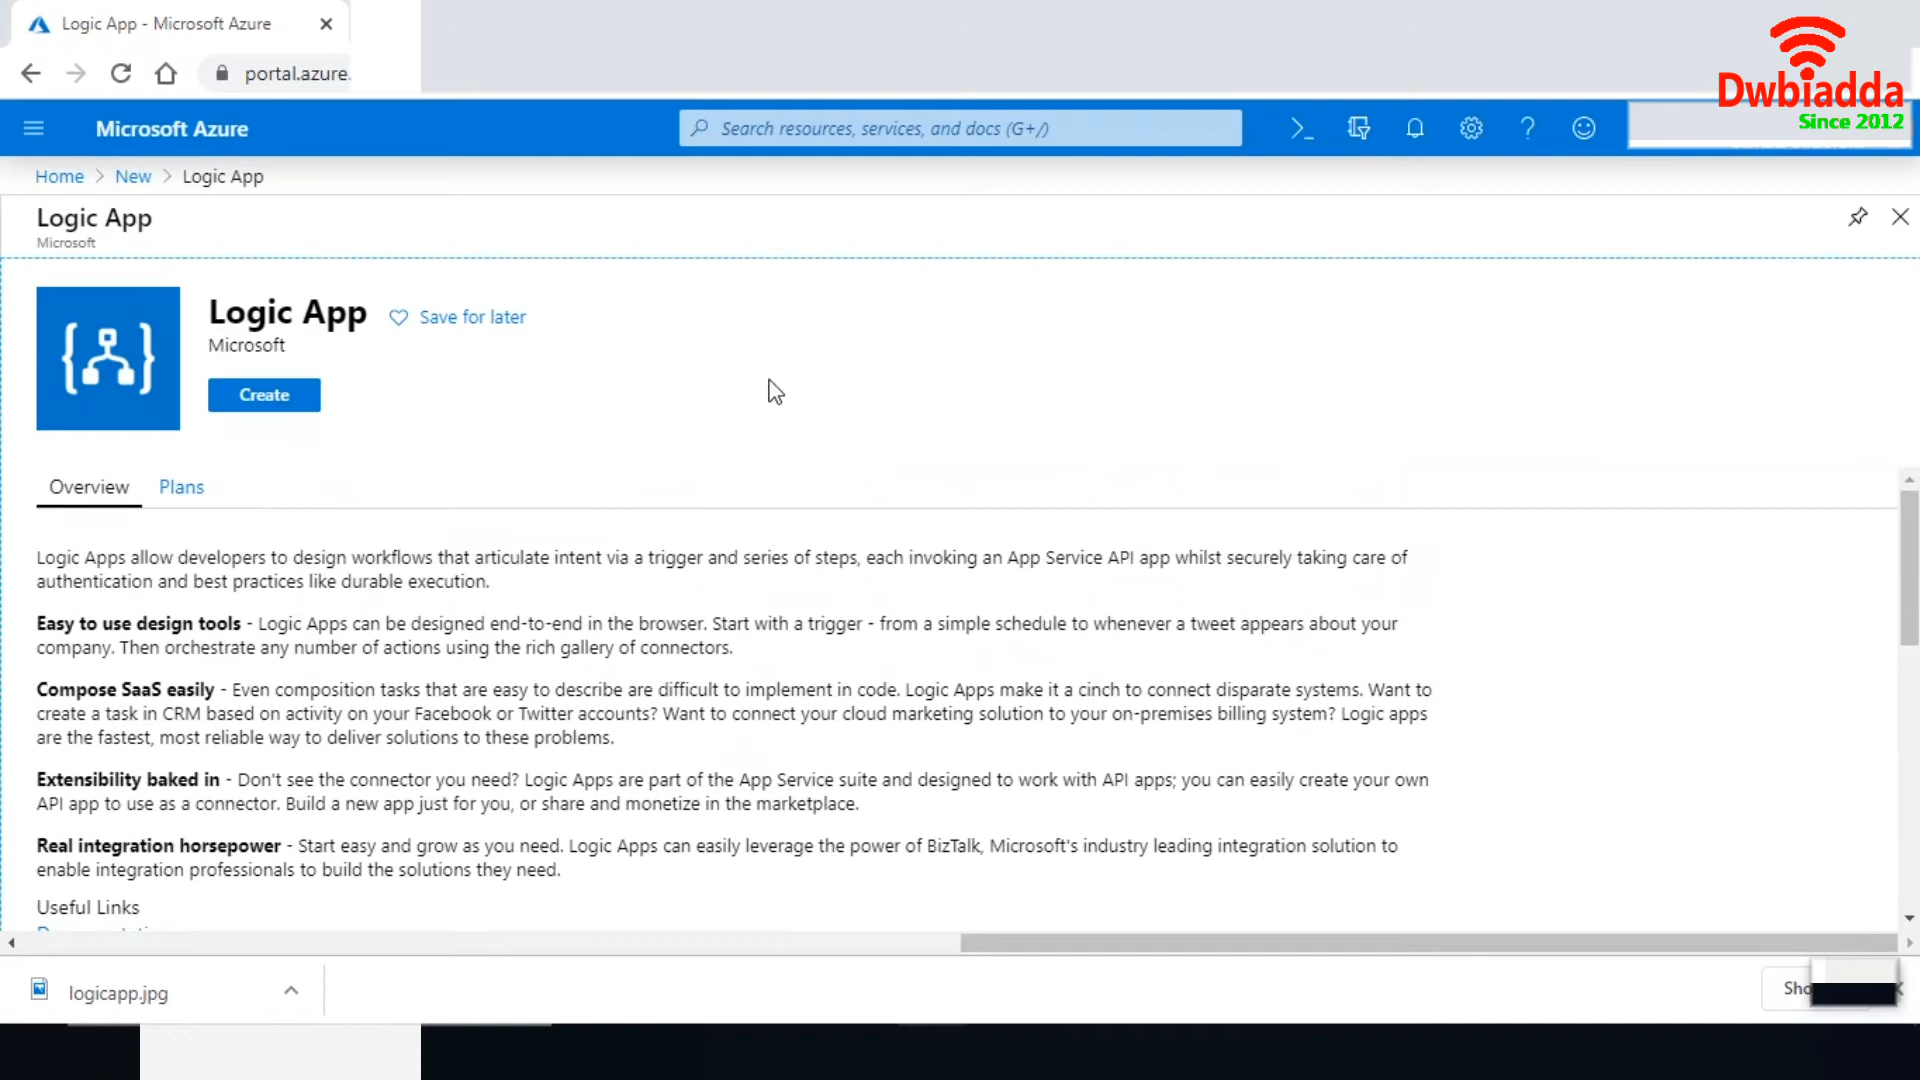 Logic App - Microsoft Azure
portal.azure.
Dwbiadda
Since 2012
Microsoft Azure
Search resources, services, and docs (G+/)
Home > New > Logic App
Logic App
Microsoft
Logic App Save for later
Microsoft
Create
Overview Plans
Logic Apps allow developers to design workflows that articulate intent via a trigger and series of steps, each invoking an App Service API app whilst securely taking care of
authentication and best practices like durable execution.
Easy to use design tools - Logic Apps can be designed end-to-end in the browser. Start with a trigger - from a simple schedule to whenever a tweet appears about your
company. Then orchestrate any number of actions using the rich gallery of connectors.
Compose SaaS easily - Even composition tasks that are easy to describe are difficult to implement in code. Logic Apps make it a cinch to connect disparate systems. Want to
create a task in CRM based on activity on your Facebook or Twitter accounts? Want to connect your cloud marketing solution to your on-premises billing system? Logic apps
are the fastest, most reliable way to deliver solutions to these problems.
Extensibility baked in - Don't see the connector you need? Logic Apps are part of the App Service suite and designed to work with API apps; you can easily create your own
API app to use as a connector. Build a new app just for you, or share and monetize in the marketplace.
Real integration horsepower - Start easy and grow as you need. Logic Apps can easily leverage the power of BizTalk, Microsoft's industry leading integration solution to
enable integration professionals to build the solutions they need.
Useful Links
logicapp.jpg